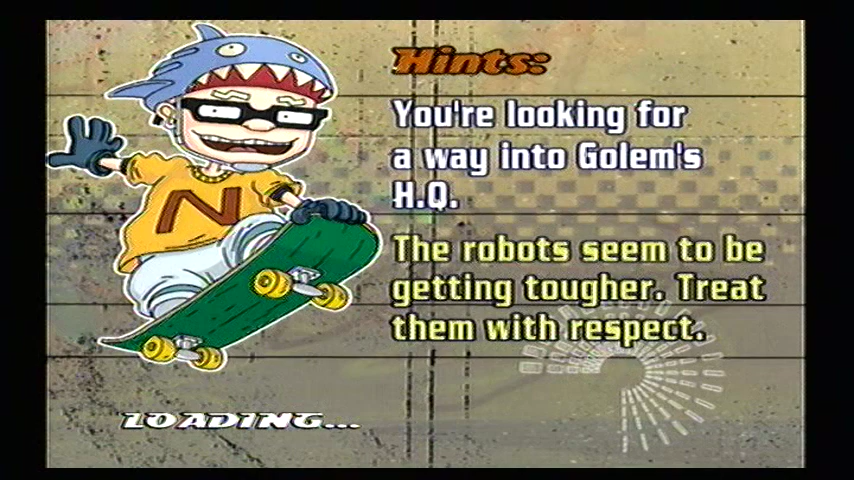 Hints:
You're looking for
a way into Golem's
H.Q.
The robots seem to be
getting tougher. Treat
them with respect.
N
LOADING...